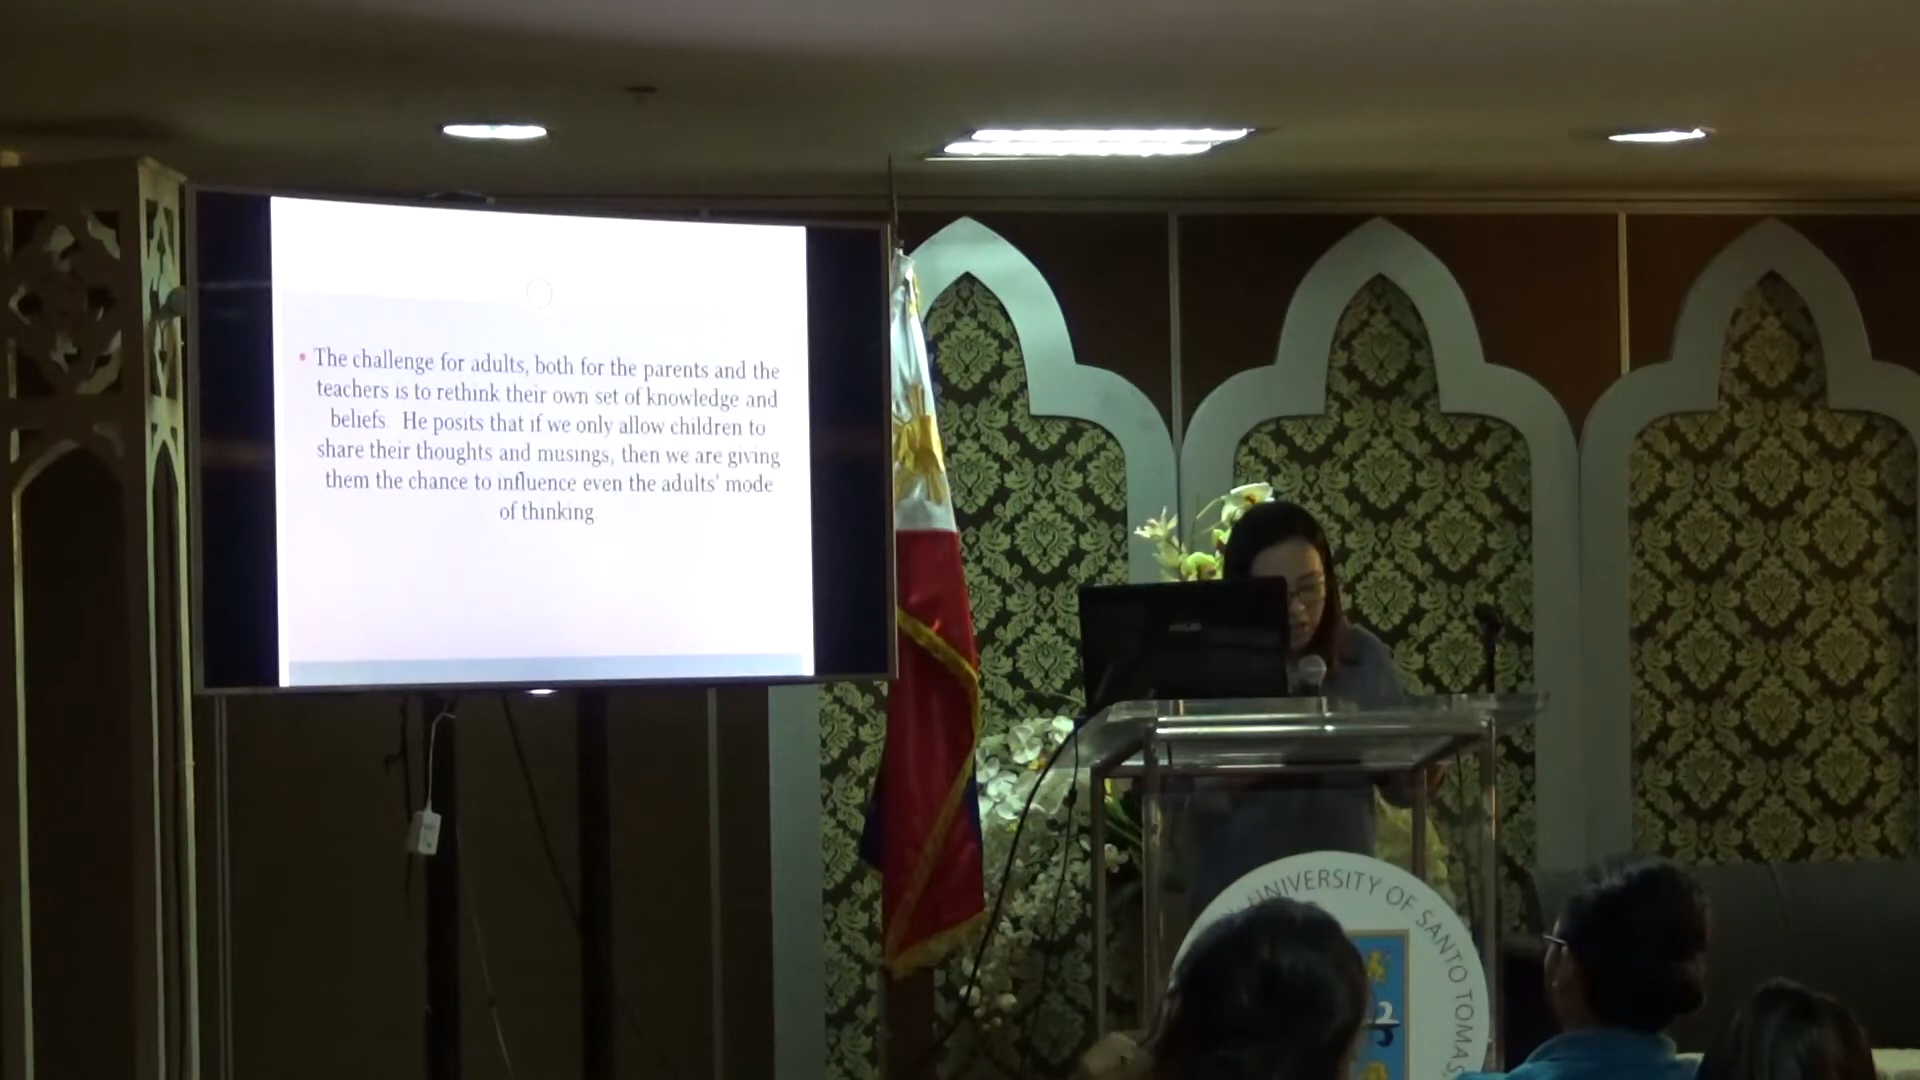 • The challenge for adults, both for the parents and the
teachers is to rethink their own set of knowledge and
beliefs. He posits that if we only allow children to
share their thoughts and musings, then we are giving
them the chance to influence even the adults' mode
of thinking.
UNIVERSITY OF SANTO TOMAS